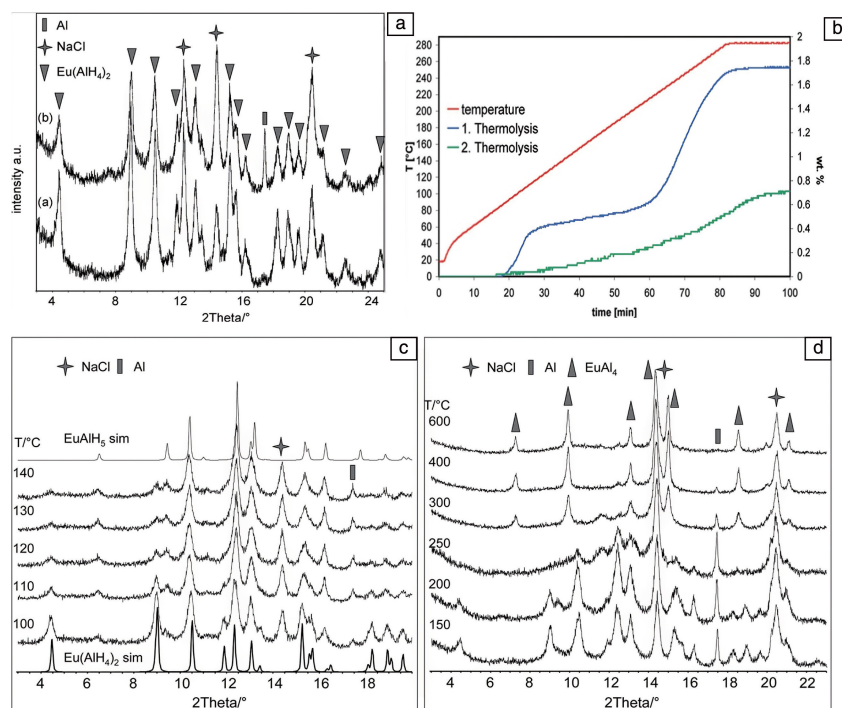 a
Al
NaCl
Eu(AlH4)2
(b)
(a)
intensity a.u.
4 8 12 16 20 24
2Theta/°
b
280
260
240
220
200
180
160
140
120
100
80
60
40
20
0
T [°C]
temperature
1. Thermolysis
2. Thermolysis
2
1.8
1.6
1.4
1.2
1
0.8
0.6
0.4
0.2
0
wt. %
0 10 20 30 40 50 60 70 80 90 100
time [min]
c
NaCl Al
T/°C EuAlH5 sim
140
130
120
110
100
Eu(AlH4)2 sim
4 6 8 10 12 14 16 18
2Theta/°
d
NaCl Al EuAl4
T/°C
600
400
300
250
200
150
4 6 8 10 12 14 16 18 20 22
2Theta/°